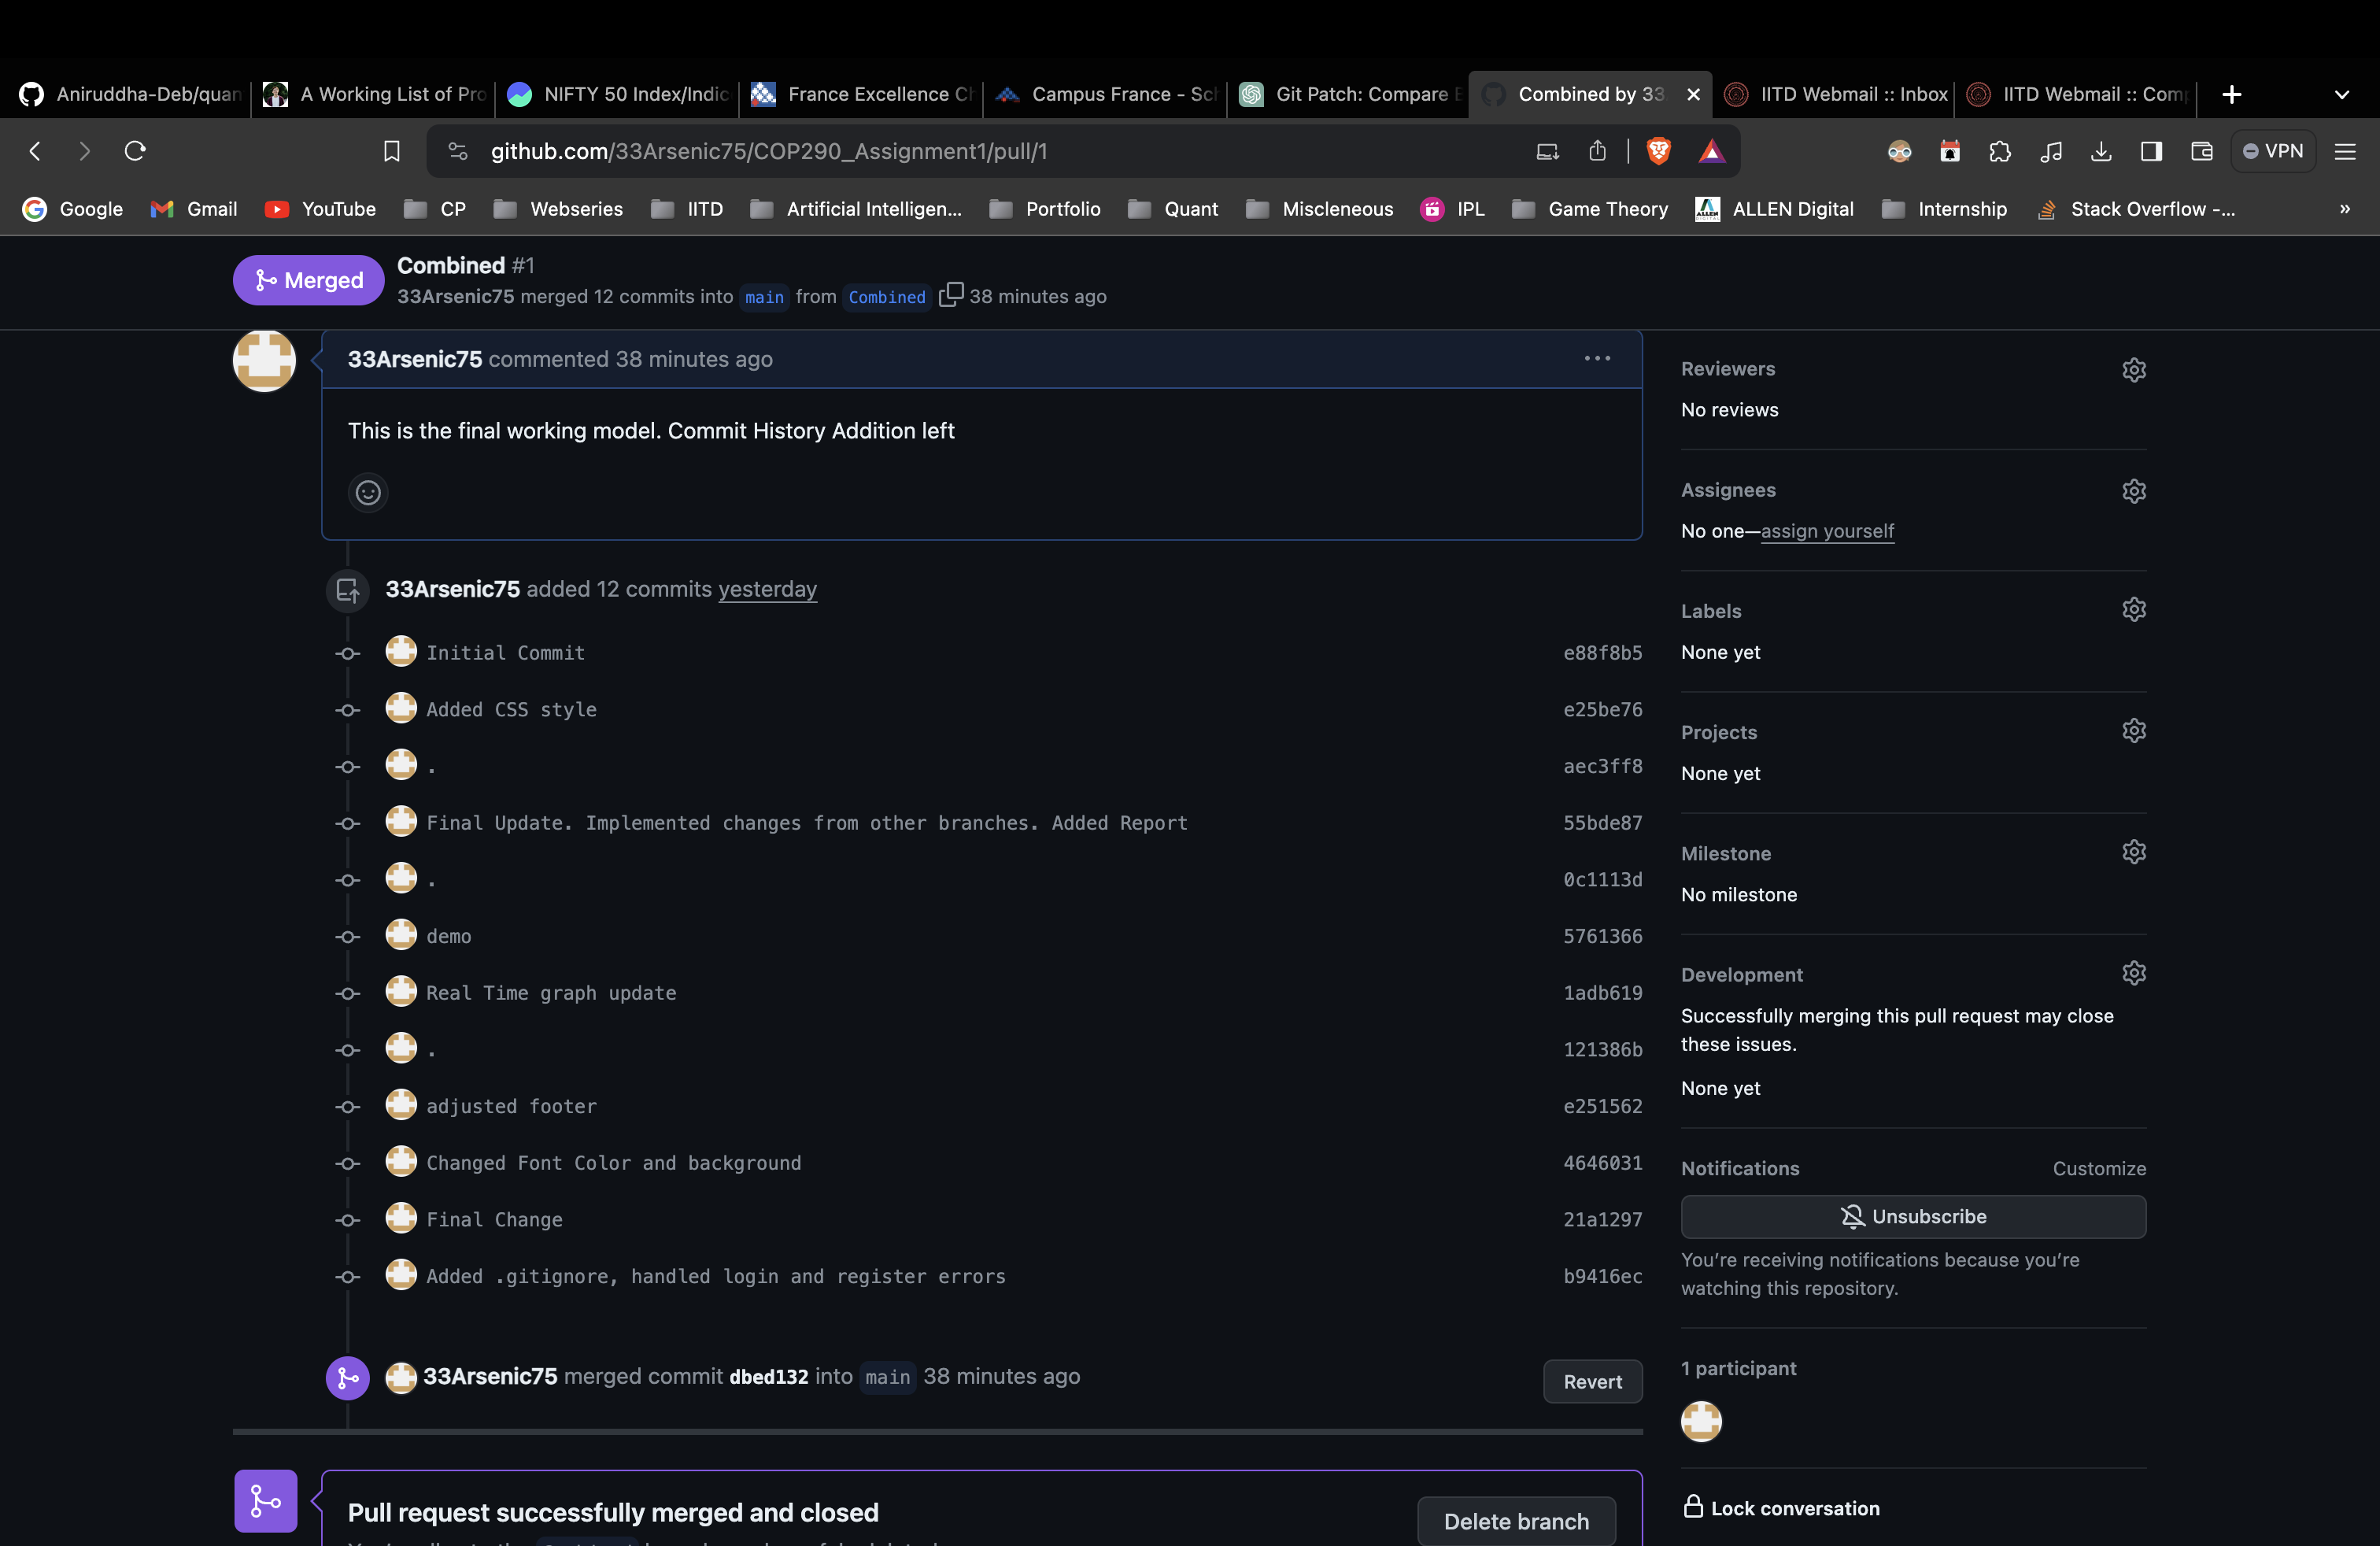 Aniruddha-Deb/quan
A Working List of Pro
NIFTY 50 Index/Indic
France Excellence Ch
Campus France - Sch
Git Patch: Compare E
Combined by 33
IITD Webmail :: Inbox
IITD Webmail :: Comp
github.com/33Arsenic75/COP290_Assignment1/pull/1
VPN
Google Gmail YouTube CP Webseries IITD Artificial Intelligen... Portfolio Quant Miscleneous IPL Game Theory ALLEN Digital Internship Stack Overflow -... »
Merged
Combined #1
33Arsenic75 merged 12 commits into main from Combined 38 minutes ago
33Arsenic75 commented 38 minutes ago
This is the final working model. Commit History Addition left
33Arsenic75 added 12 commits yesterday
Initial Commit e88f8b5
Added CSS style e25be76
. aec3ff8
Final Update. Implemented changes from other branches. Added Report 55bde87
. 0c1113d
demo 5761366
Real Time graph update 1adb619
. 121386b
adjusted footer e251562
Changed Font Color and background 4646031
Final Change 21a1297
Added .gitignore, handled login and register errors b9416ec
33Arsenic75 merged commit dbed132 into main 38 minutes ago
Revert
Pull request successfully merged and closed
Delete branch
Reviewers
No reviews
Assignees
No one—assign yourself
Labels
None yet
Projects
None yet
Milestone
No milestone
Development
Successfully merging this pull request may close
these issues.
None yet
Notifications Customize
Unsubscribe
You're receiving notifications because you're
watching this repository.
1 participant
Lock conversation